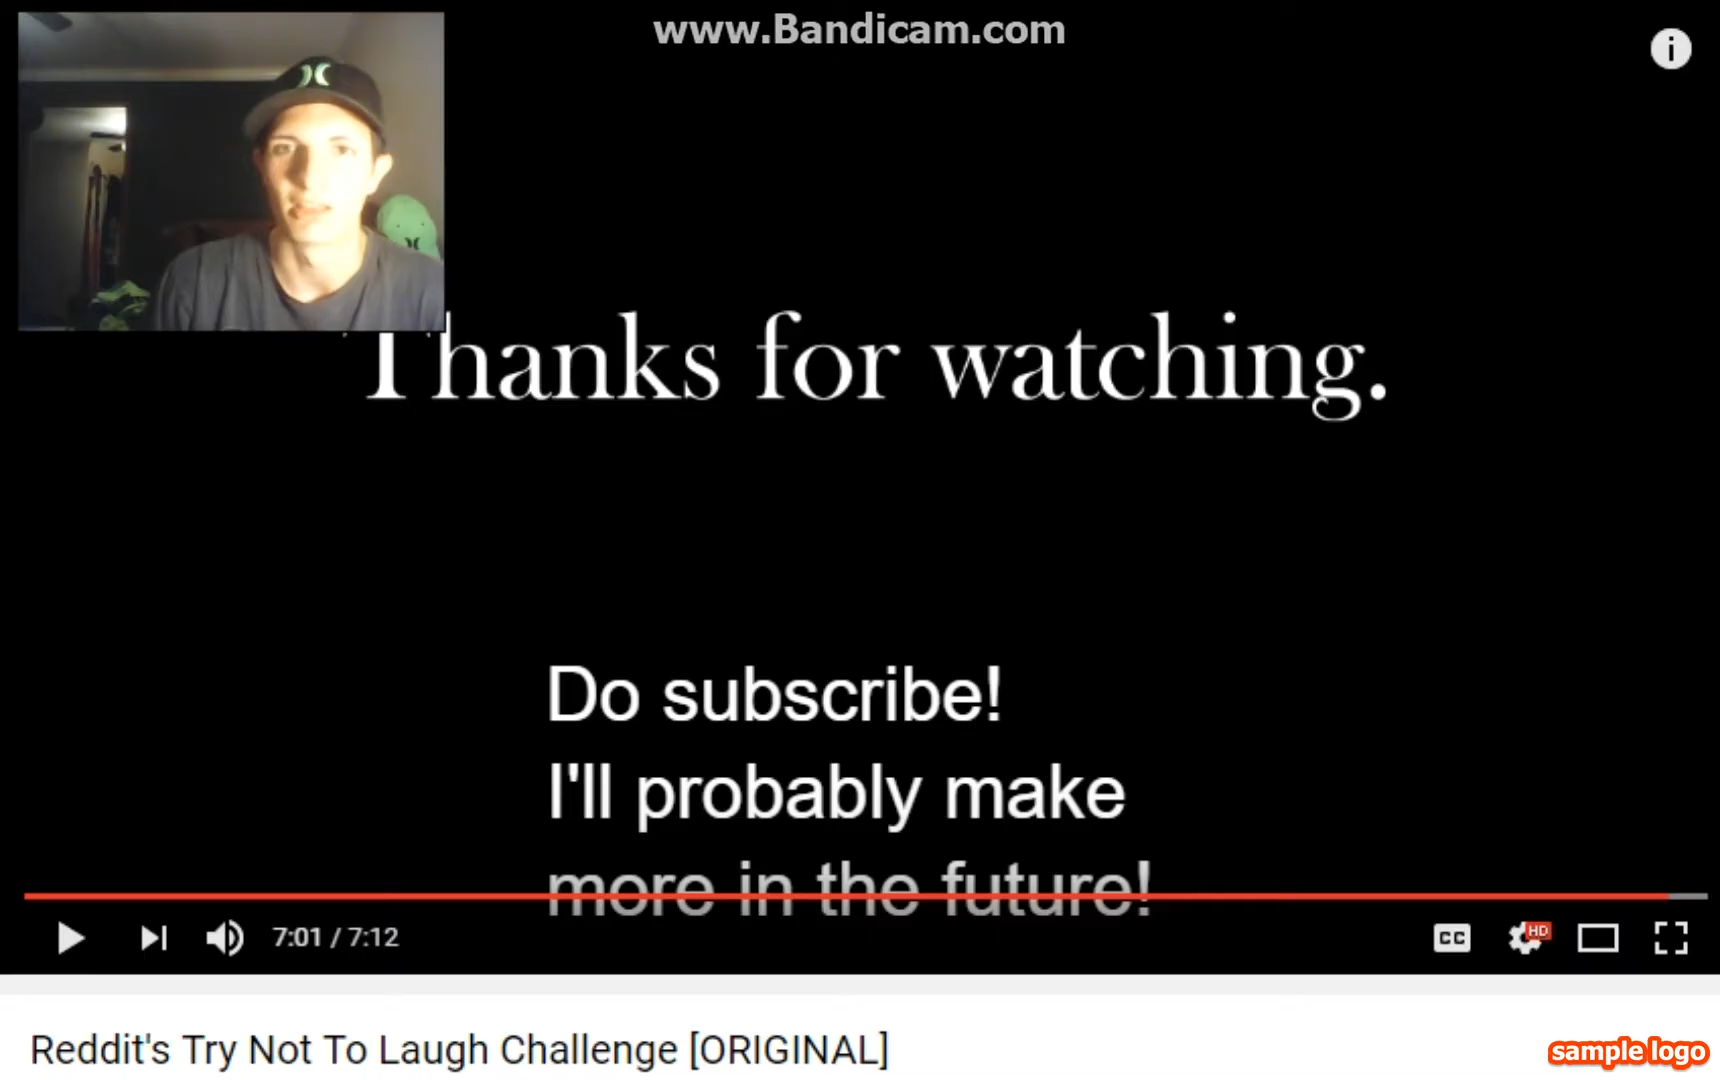 www.Bandicam.com
i
Thanks for watching.
Do subscribe!
I'll probably make
more in the future!
7:01 / 7:12
CC
HD
Reddit's Try Not To Laugh Challenge [ORIGINAL]
sample logo